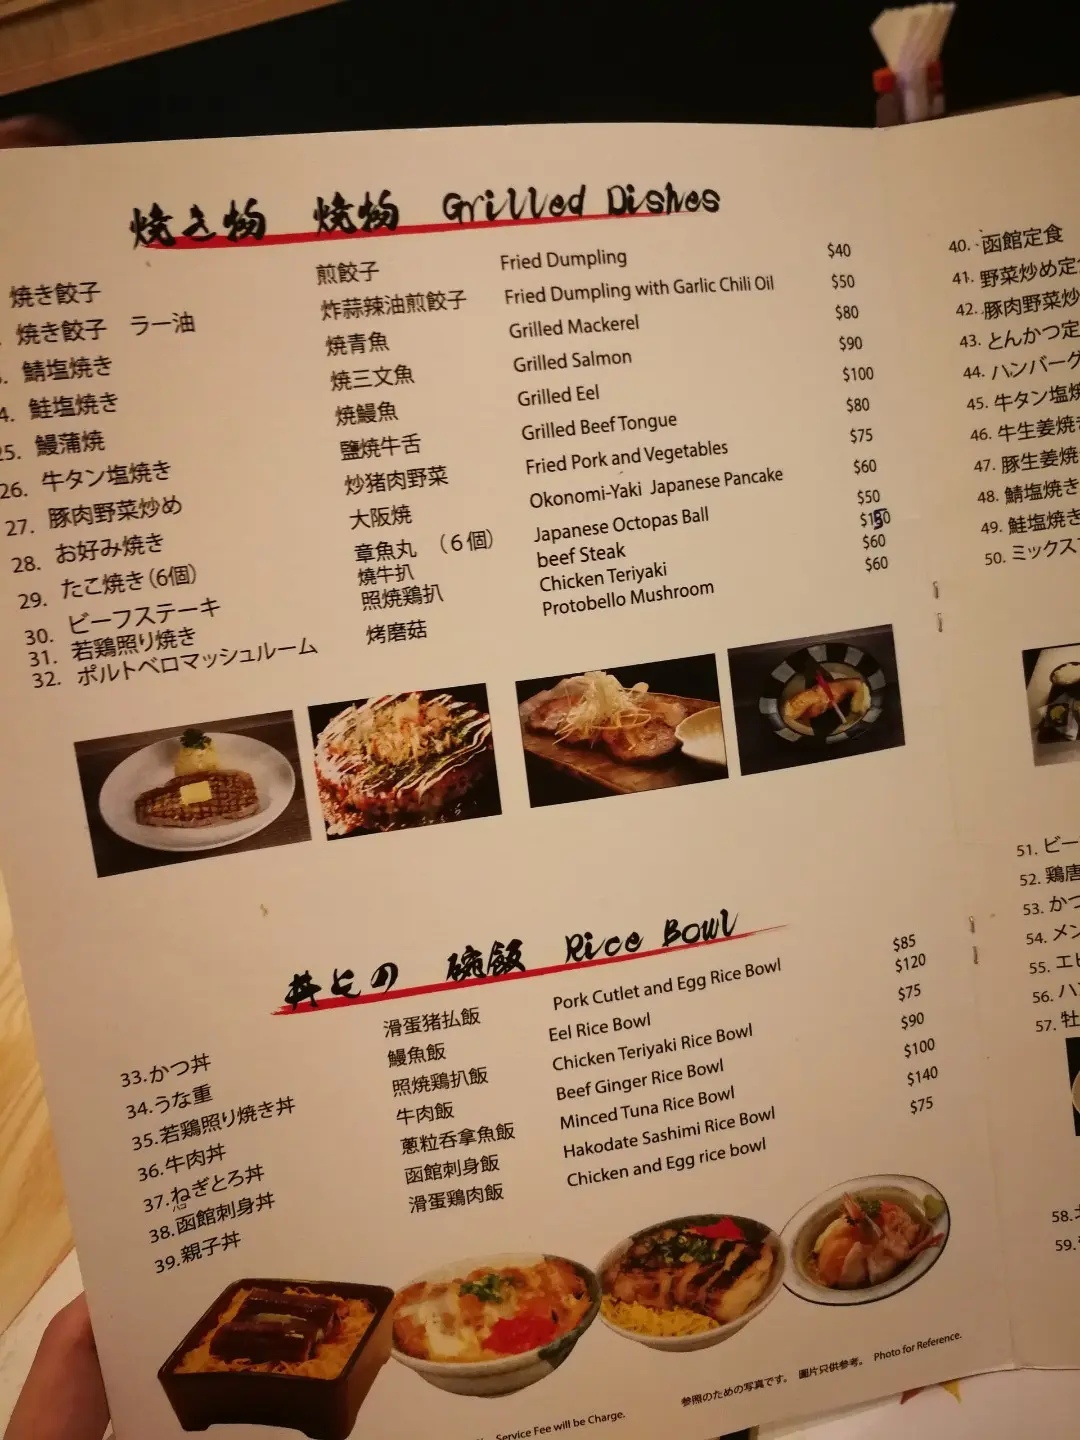 焼き物 焼物 Grilled Dishes
焼き餃子 煎餃子 Fried Dumpling $40
焼き餃子 ラー油 炸蒜辣油煎餃子 Fried Dumpling with Garlic Chili Oil $50
鯖塩焼き 焼青魚 Grilled Mackerel $80
4. 鮭塩焼き 焼三文魚 Grilled Salmon $90
25. 鰻蒲焼 焼鰻魚 Grilled Eel $100
26. 牛タン塩焼き 鹽焼牛舌 Grilled Beef Tongue $80
27. 豚肉野菜炒め 炒猪肉野菜 Fried Pork and Vegetables $75
28. お好み焼き 大阪焼 Okonomi-Yaki Japanese Pancake $60
29. たこ焼き(6個) 章魚丸 (6個) Japanese Octopas Ball $50
30. ビーフステーキ 燒牛扒 beef Steak
31. 若鶏照り焼き 照焼鶏扒 Chicken Teriyaki $60
32. ポルトベロマッシュルーム 烤磨菇 Protobello Mushroom $60
丼もの 碗飯 Rice Bowl
33.かつ丼 滑蛋猪払飯 Pork Cutlet and Egg Rice Bowl $85
34.うな重 鰻魚飯 Eel Rice Bowl $120
35.若鶏照り焼き丼 照焼鶏扒飯 Chicken Teriyaki Rice Bowl $75
36.牛肉丼 牛肉飯 Beef Ginger Rice Bowl $90
37.ねぎとろ丼 蔥粒呑拿魚飯 Minced Tuna Rice Bowl $100
38.函館刺身丼 函館刺身飯 Hakodate Sashimi Rice Bowl $140
39.親子丼 滑蛋鶏肉飯 Chicken and Egg rice bowl $75
参照のための写真です。 圖片只供参考。 Photo for Reference.
Service Fee will be Charge.
40. 函館定食
41. 野菜炒め定
42. 豚肉野菜炒
43. とんかつ定
44. ハンバーグ
45. 牛タン塩焼
46. 牛生姜焼き
47. 豚生姜焼
48. 鯖塩焼き
49. 鮭塩焼き
50. ミックス
51. ビー
52. 鶏唐
53. かつ
54. メン
55. エビ
56. ハ
57. 牡
58.
59.